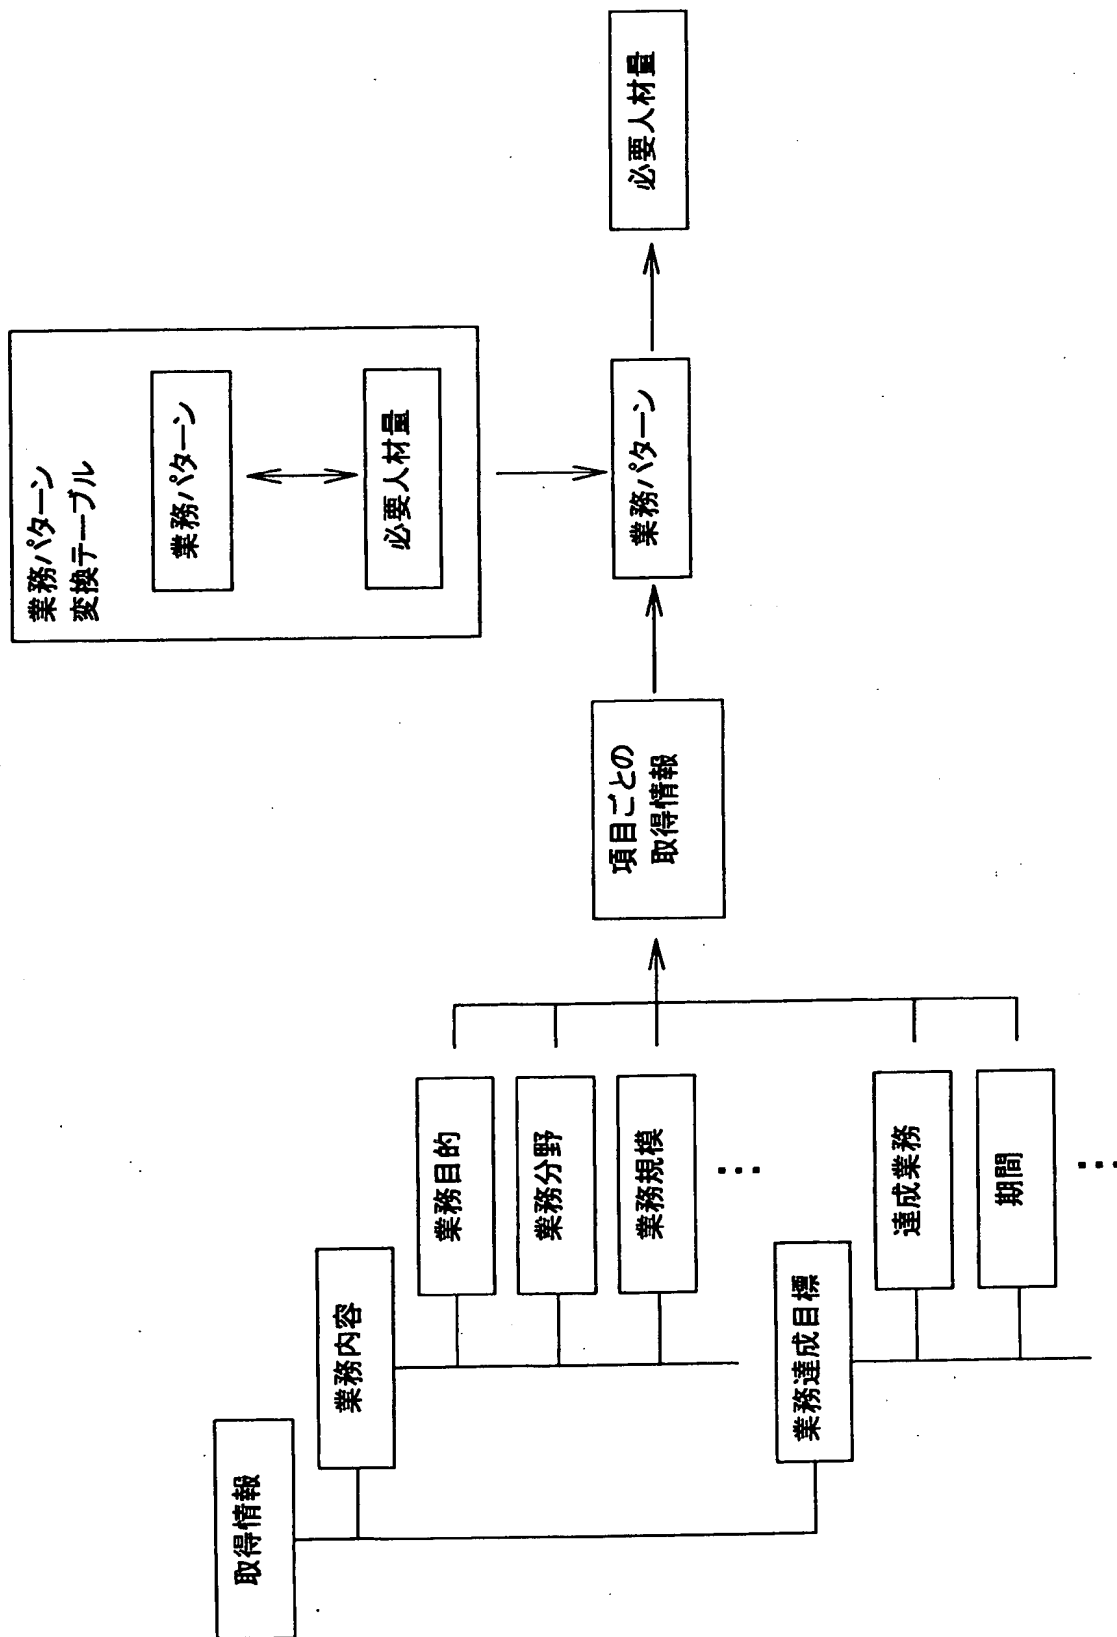 取得情報
業務内容
業務目的
業務分野
業務規模
…
業務達成目標
達成業務
期間
…
項目ごとの
取得情報
業務パターン
変換テーブル
業務パターン
必要人材量
業務パターン
必要人材量